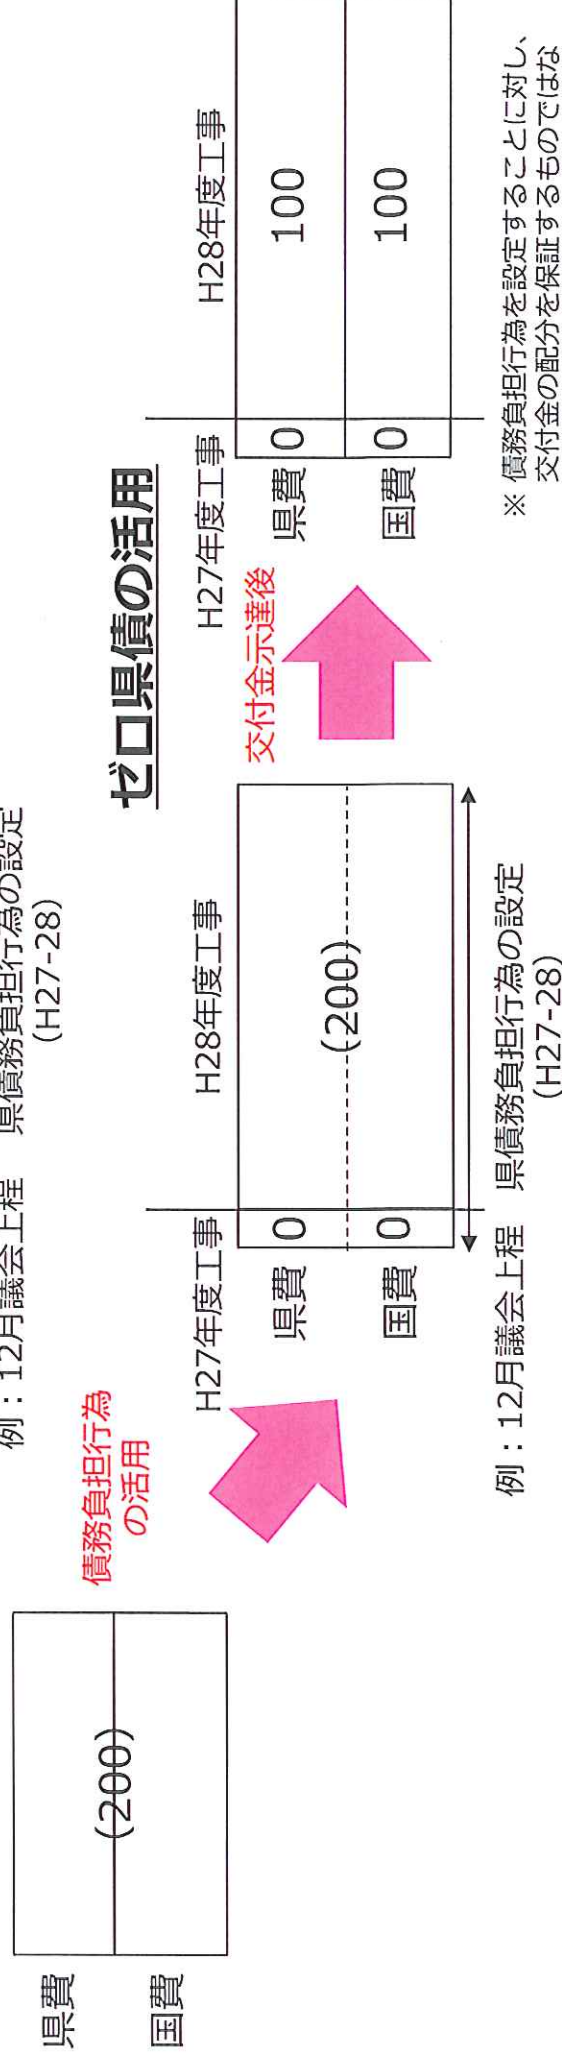 例：12月議会上程　県債務負担行為の設定
(H27-28)
県費
国費
(200)
債務負担行為
の活用
ゼロ県債の活用
H27年度工事
H28年度工事
県費
0
国費
0
(200)
例：12月議会上程　県債務負担行為の設定
(H27-28)
交付金示達後
H27年度工事
H28年度工事
県費
0
100
国費
0
100
※ 債務負担行為を設定することに対し、
交付金の配分を保証するものではな